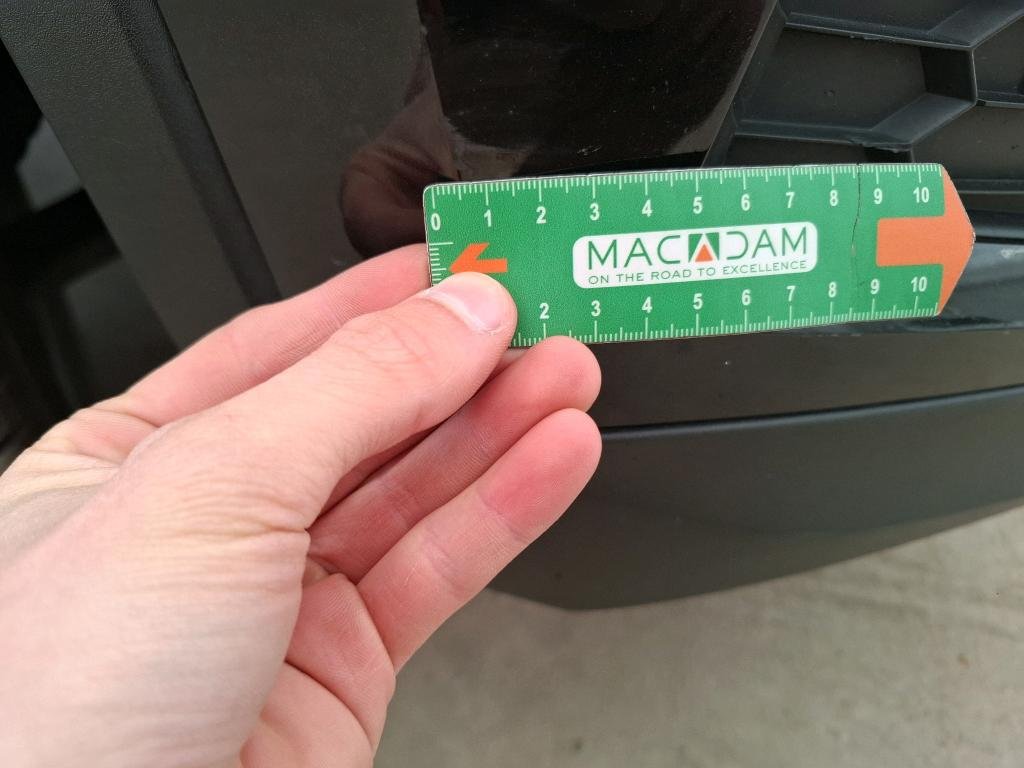 0 1 2 3 4 5 6 7 8 9 10
MACADAM
ON THE ROAD TO EXCELLENCE
2 3 4 5 6 7 8 9 10